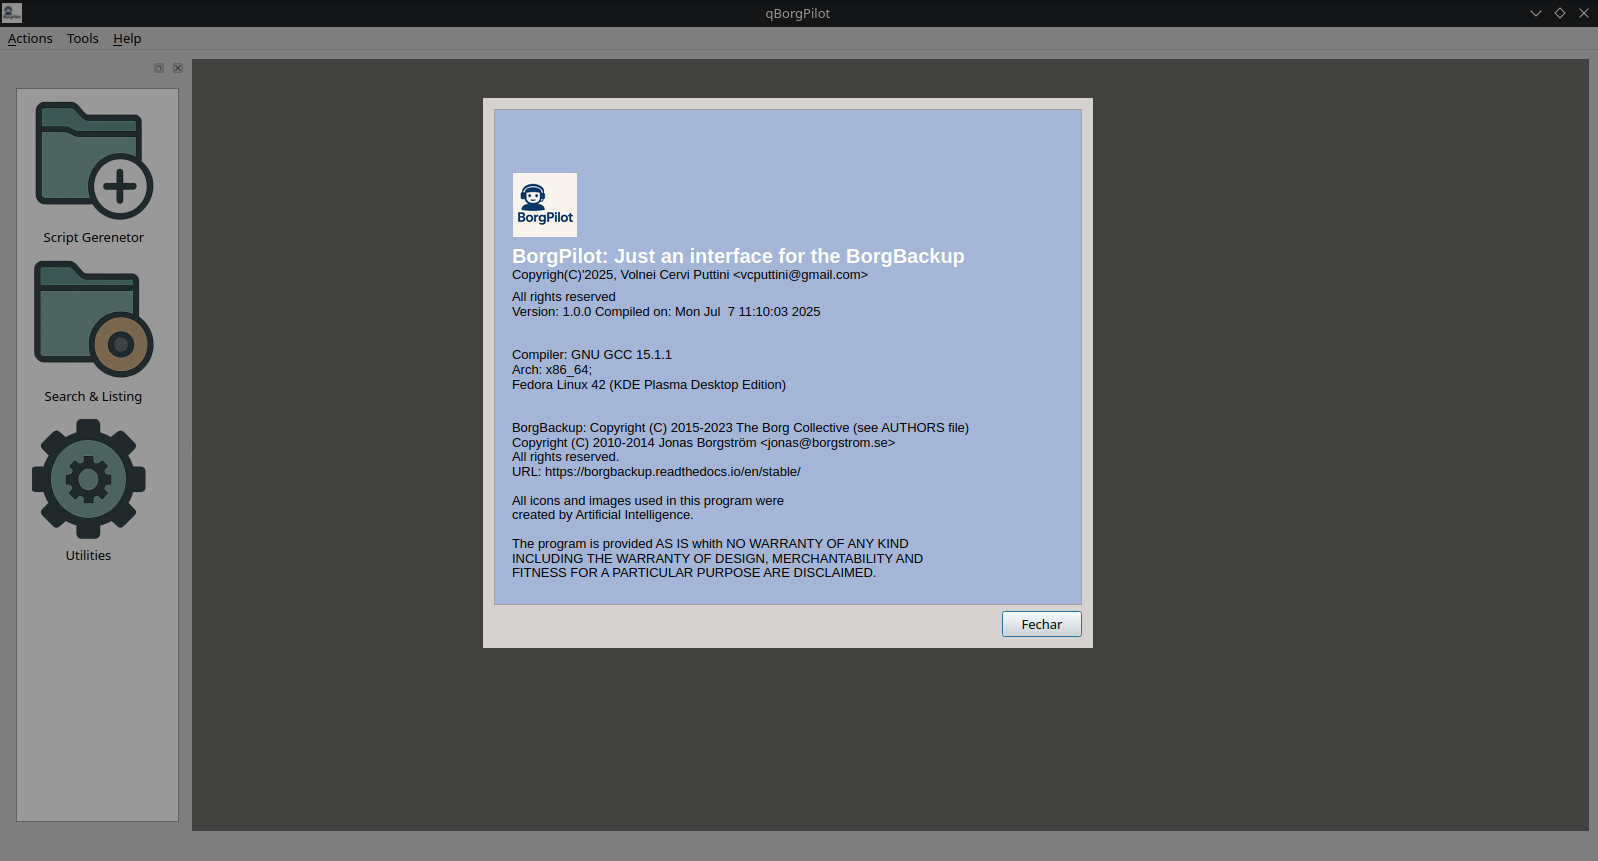 qBorgPilot
Actions Tools Help
Script Gerenetor
Search & Listing
Utilities
BorgPilot
BorgPilot: Just an interface for the BorgBackup
Copyrigh(C)'2025, Volnei Cervi Puttini <vcputtini@gmail.com>
All rights reserved
Version: 1.0.0 Compiled on: Mon Jul  7 11:10:03 2025
Compiler: GNU GCC 15.1.1
Arch: x86_64;
Fedora Linux 42 (KDE Plasma Desktop Edition)
BorgBackup: Copyright (C) 2015-2023 The Borg Collective (see AUTHORS file)
Copyright (C) 2010-2014 Jonas Borgström <jonas@borgstrom.se>
All rights reserved.
URL: https://borgbackup.readthedocs.io/en/stable/
All icons and images used in this program were
created by Artificial Intelligence.
The program is provided AS IS whith NO WARRANTY OF ANY KIND
INCLUDING THE WARRANTY OF DESIGN, MERCHANTABILITY AND
FITNESS FOR A PARTICULAR PURPOSE ARE DISCLAIMED.
Fechar